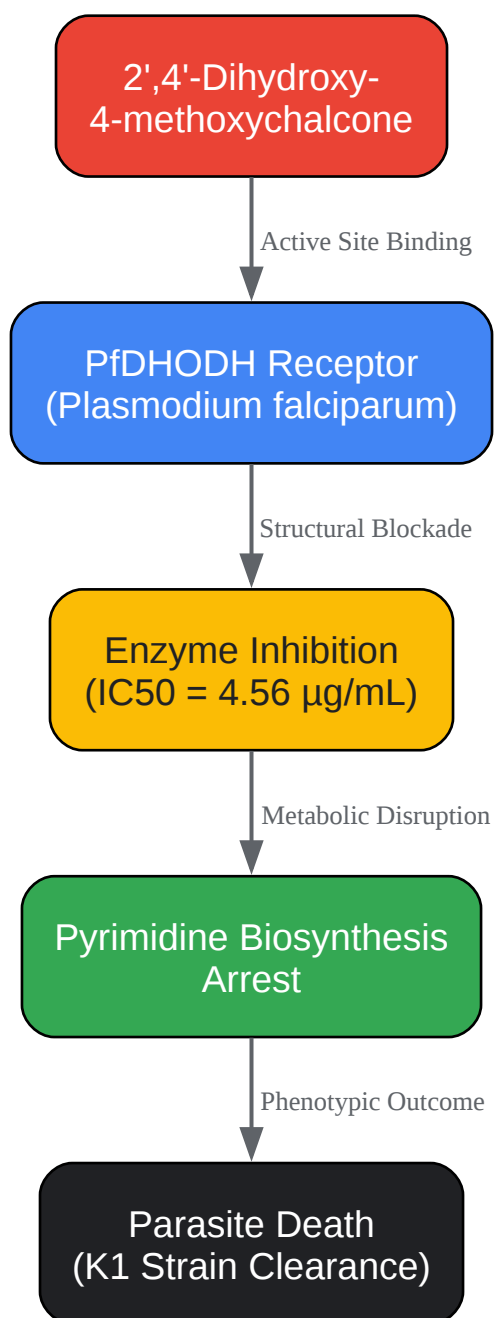 2',4'-Dihydroxy-
4-methoxychalcone
Active Site Binding
PfDHODH Receptor
(Plasmodium falciparum)
Structural Blockade
Enzyme Inhibition
(IC50 = 4.56 µg/mL)
Metabolic Disruption
Pyrimidine Biosynthesis
Arrest
Phenotypic Outcome
Parasite Death
(K1 Strain Clearance)